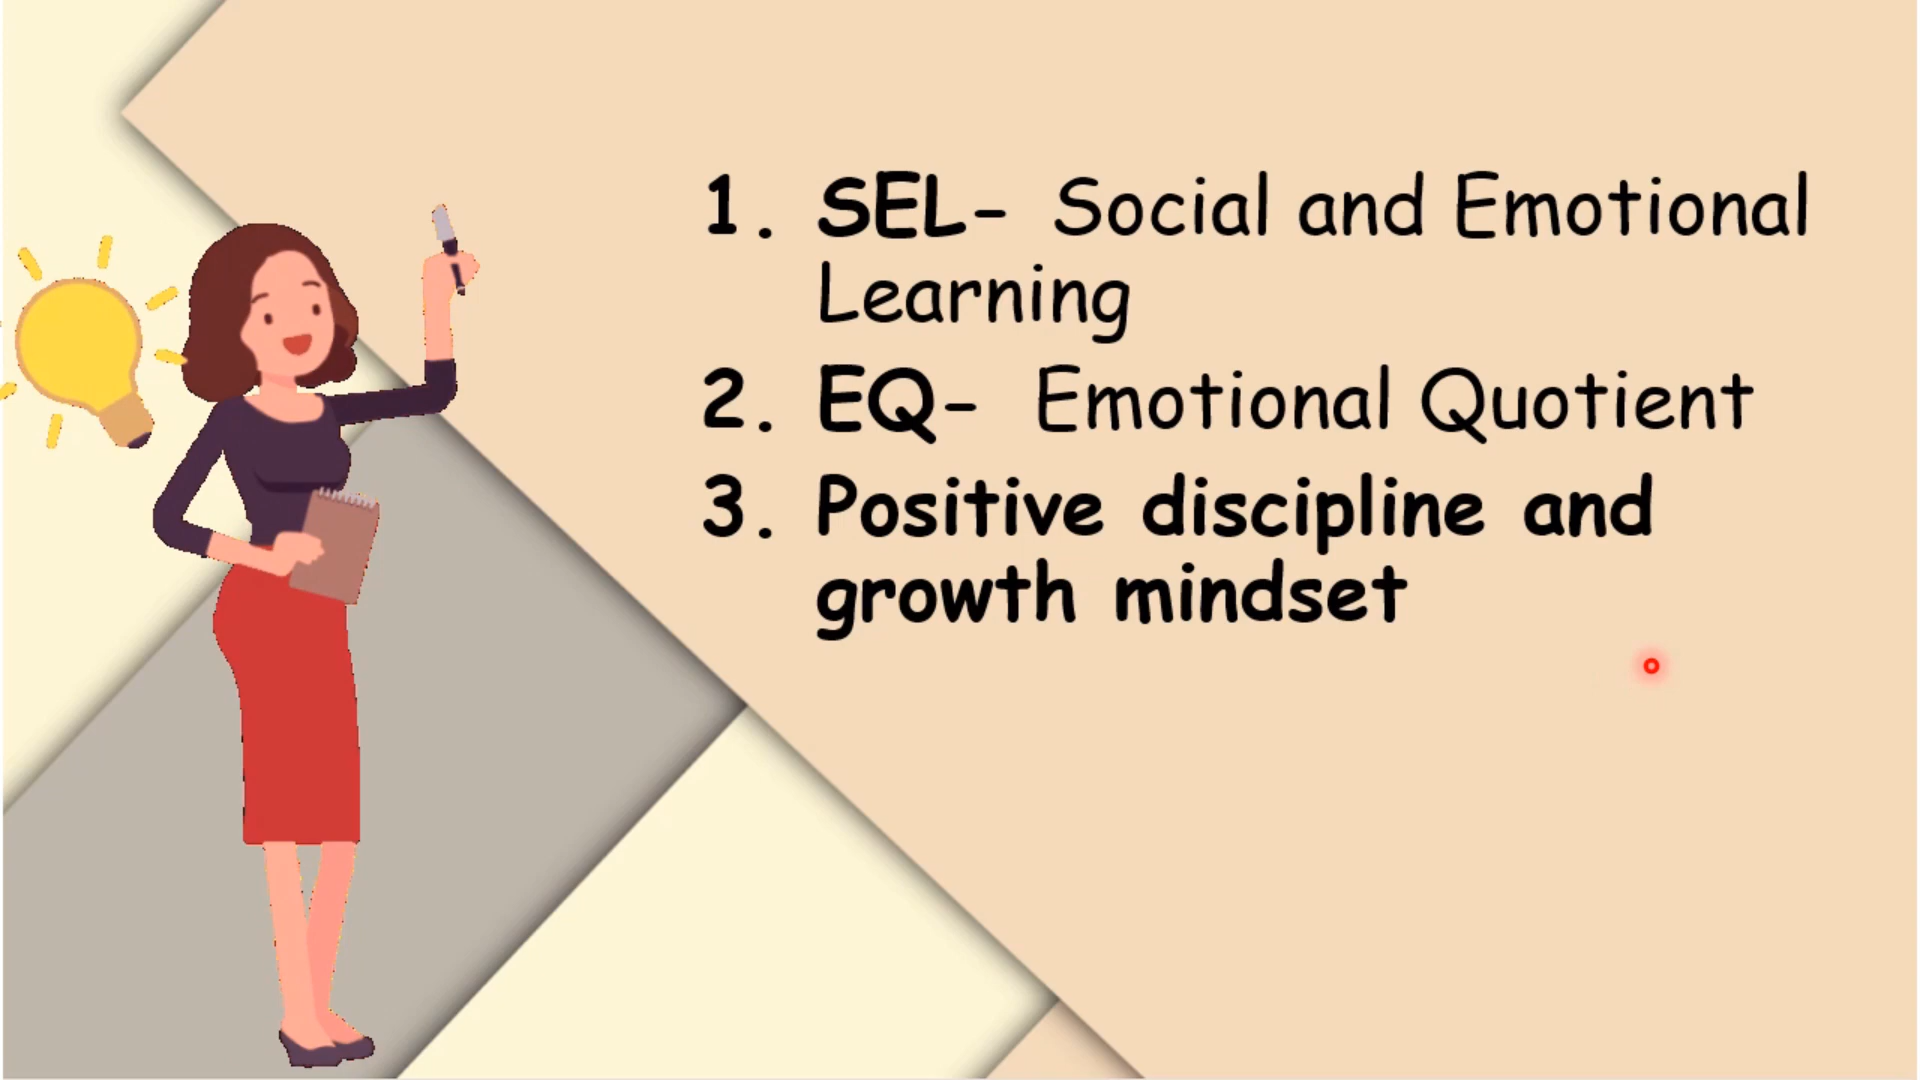 1. SEL- Social and Emotional
Learning
2. EQ- Emotional Quotient
3. Positive discipline and
growth mindset